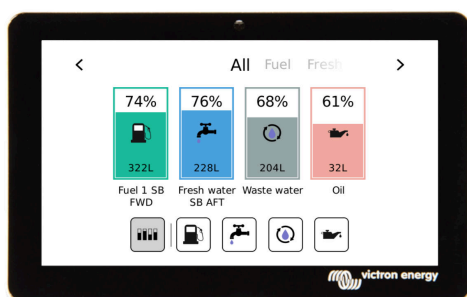 All Fuel Fresh
74% 76% 68% 61%
322L 228L 204L 32L
Fuel 1 SB Fresh water Waste water Oil
FWD SB AFT
victron energy